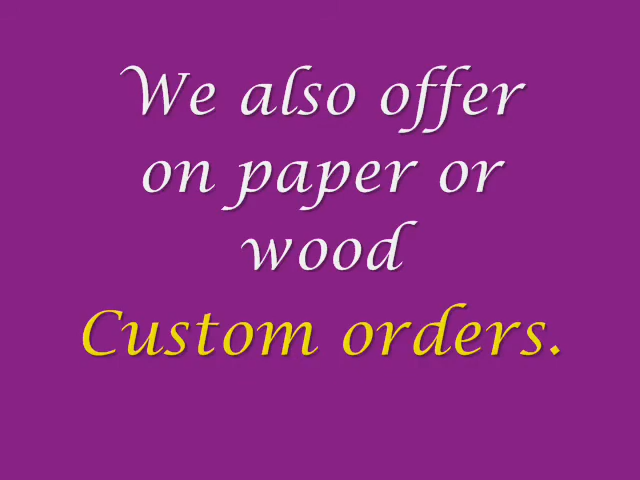 We also offer
on paper or
wood
Custom orders.